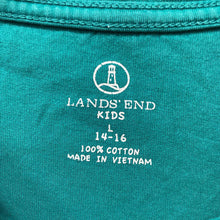 LANDS' END
KIDS
L
14-16
100% COTTON
MADE IN VIETNAM